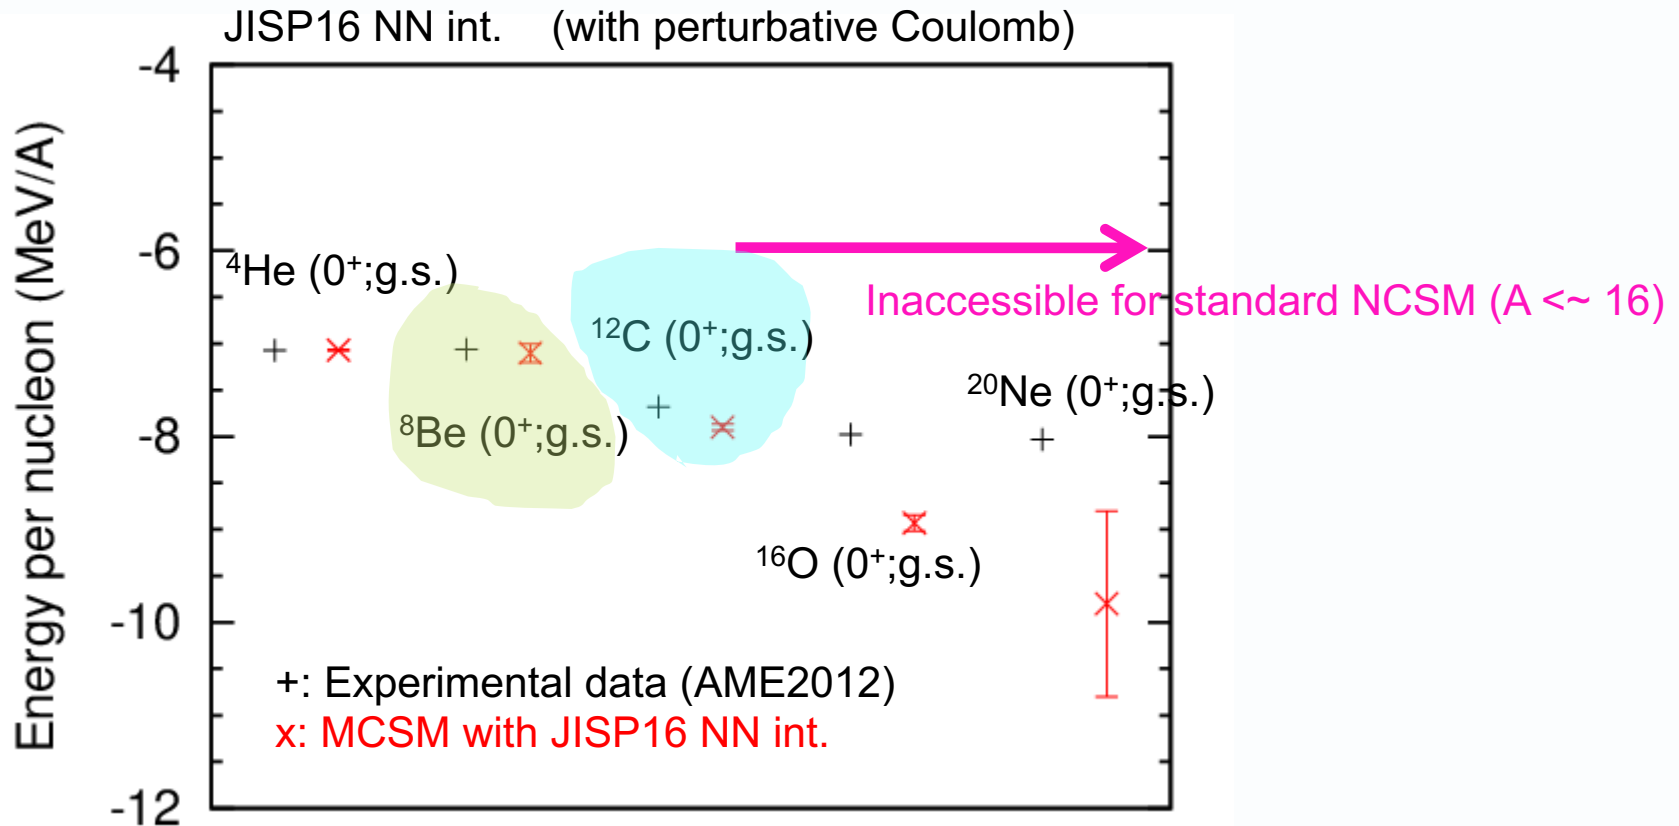 JISP16 NN int. (with perturbative Coulomb)
Energy per nucleon (MeV/A)
-4
-6
-8
-10
-12
⁴He (0⁺;g.s.)
⁸Be (0⁺;g.s.)
¹²C (0⁺;g.s.)
Inaccessible for standard NCSM (A <~ 16)
²⁰Ne (0⁺;g.s.)
¹⁶O (0⁺;g.s.)
+: Experimental data (AME2012)
x: MCSM with JISP16 NN int.